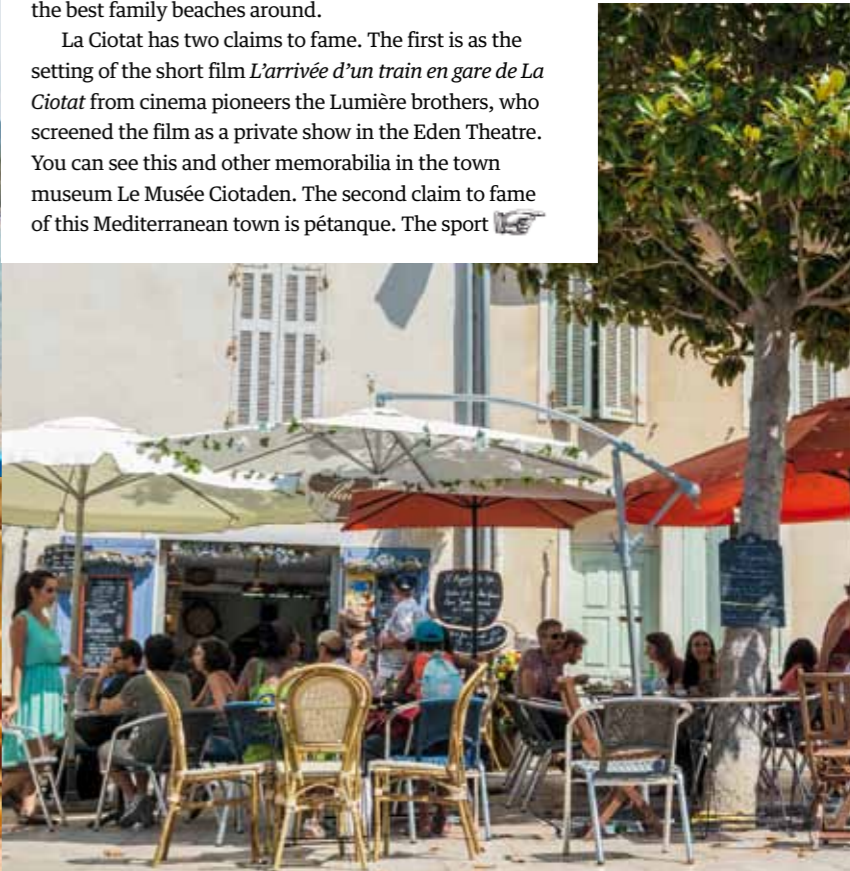 the best family beaches around.
La Ciotat has two claims to fame. The first is as the
setting of the short film L’arrivée d’un train en gare de La
Ciotat from cinema pioneers the Lumière brothers, who
screened the film as a private show in the Eden Theatre.
You can see this and other memorabilia in the town
museum Le Musée Ciotaden. The second claim to fame
of this Mediterranean town is pétanque. The sport